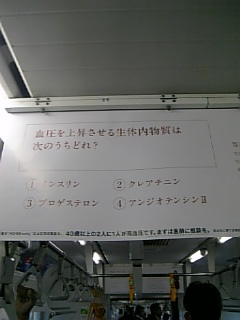 血圧を上昇させる生体内物質は
次のうちどれ?
① インスリン ② クレアチニン
③ プロゲステロン ④ アンジオテンシンⅡ
40歳以上の2人に1人が高血圧です。まずは医師に相談を。